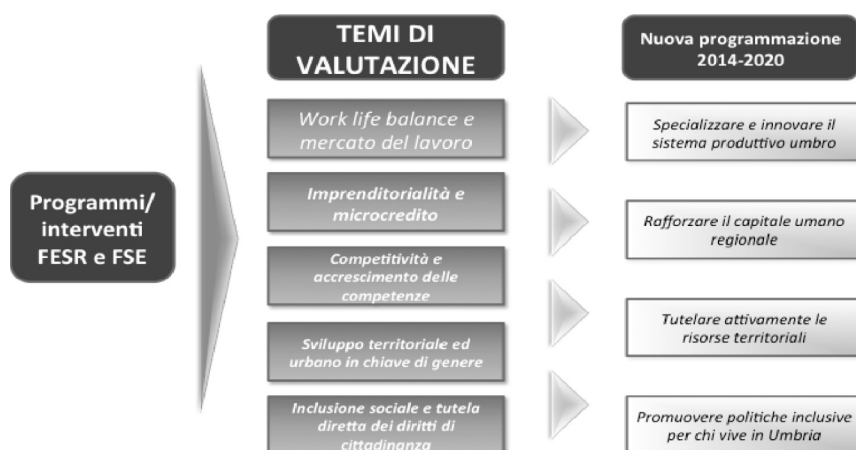 Programmi/
interventi
FESR e FSE
TEMI DI
VALUTAZIONE
Work life balance e
mercato del lavoro
Imprenditorialità e
microcredito
Competitività e
accrescimento delle
competenze
Sviluppo territoriale ed
urbano in chiave di genere
Inclusione sociale e tutela
diretta dei diritti di
cittadinanza
Nuova programmazione
2014-2020
Specializzare e innovare il
sistema produttivo umbro
Rafforzare il capitale umano
regionale
Tutelare attivamente le
risorse territoriali
Promuovere politiche inclusive
per chi vive in Umbria